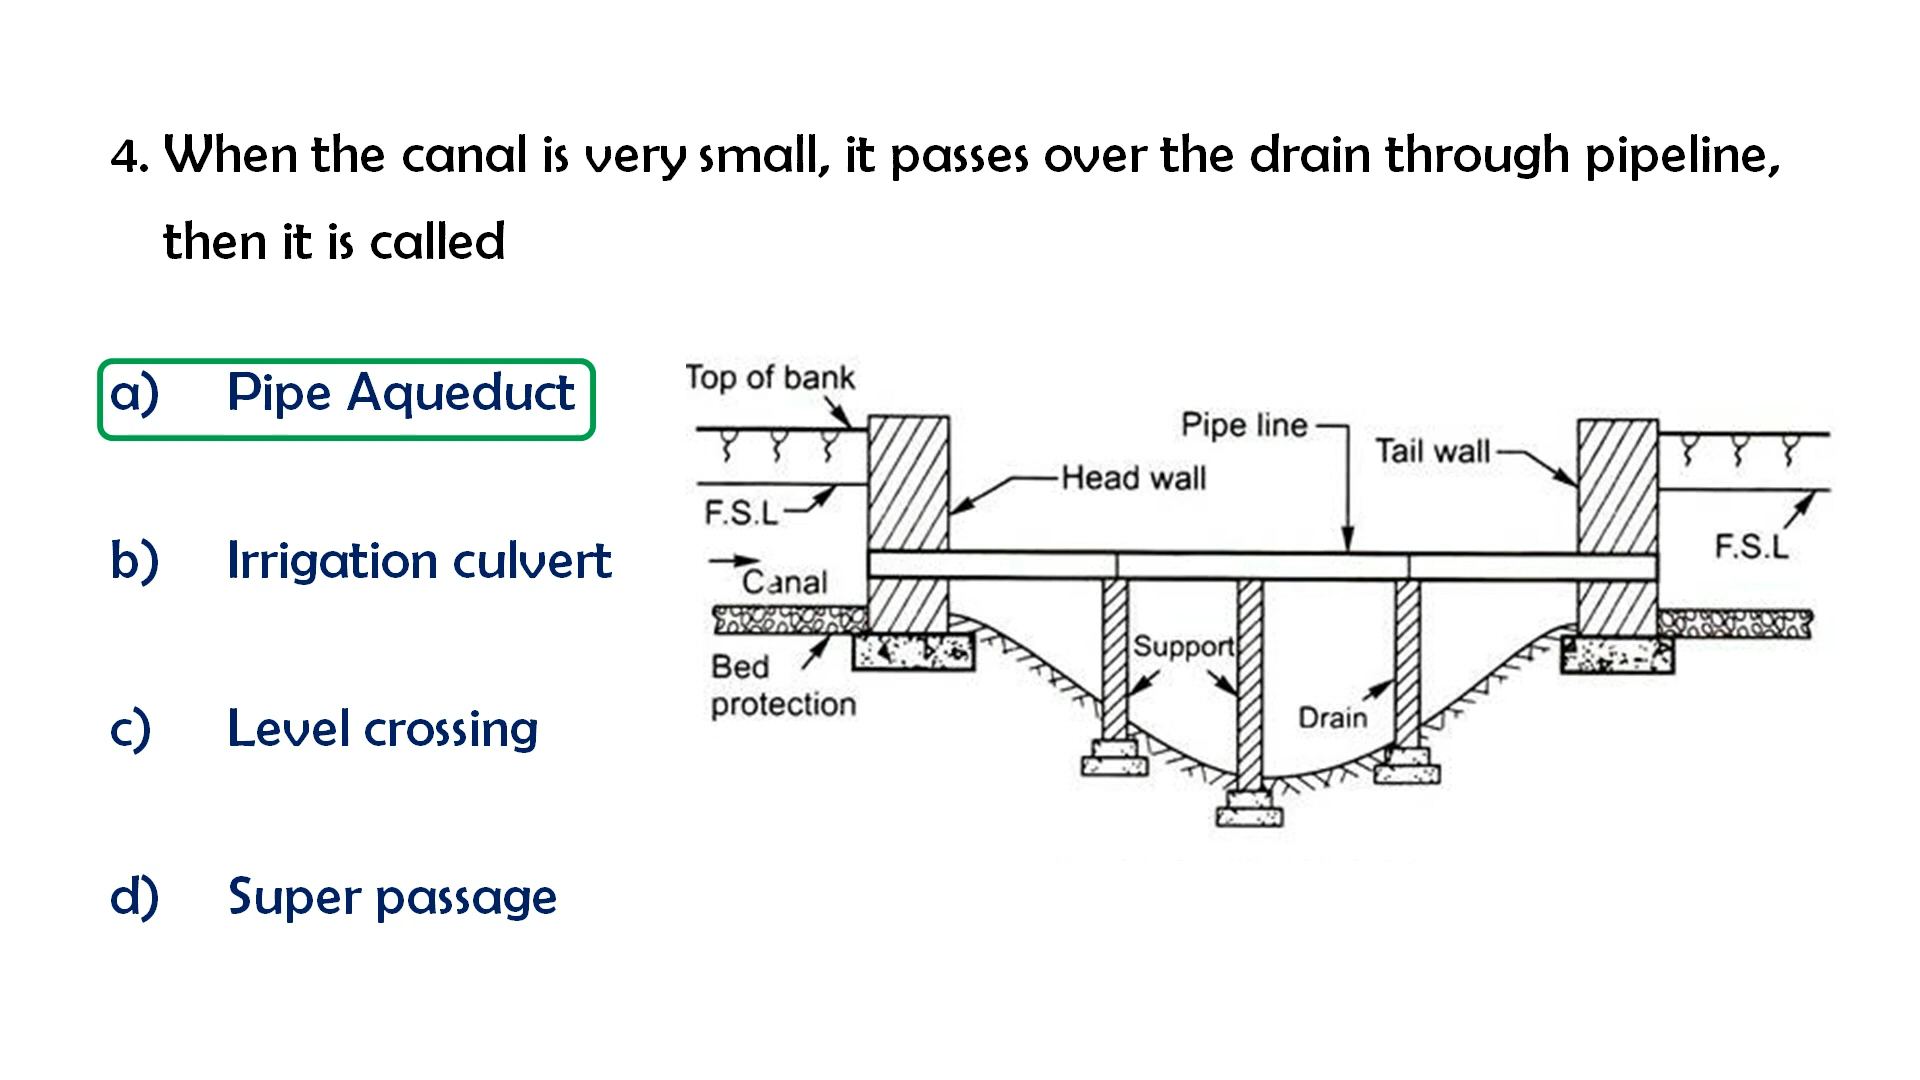 4. When the canal is very small, it passes over the drain through pipeline,
then it is called
a) Pipe Aqueduct
b) Irrigation culvert
c) Level crossing
d) Super passage
Top of bank
Pipe line
Tail wall
Head wall
F.S.L
F.S.L
Canal
Support
Bed
protection
Drain